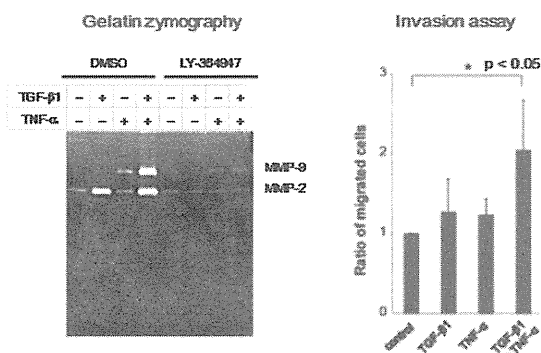 Gelatin zymography
DMSO LY-364947
TGF-β1 − + − + − + − +
TNF-α − − + + − − + +
MMP-9
MMP-2
Invasion assay
* p < 0.05
3
2
1
0
Ratio of migrated cells
control
TGF-β1
TNF-α
TGF-β1
TNF-α